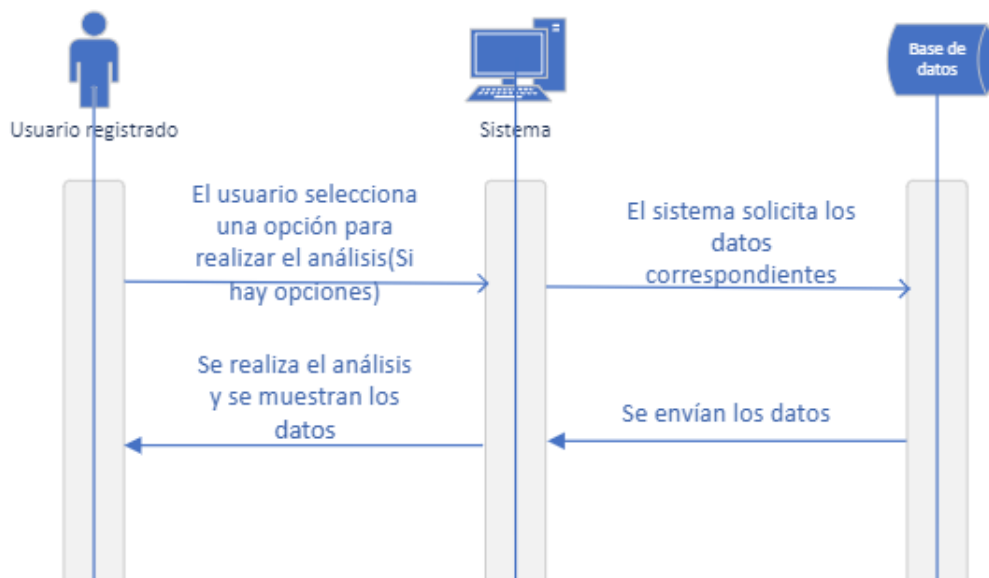 Base de
datos
Usuario registrado
Sistema
El usuario selecciona
una opción para
realizar el análisis(Si
hay opciones)
El sistema solicita los
datos
correspondientes
Se realiza el análisis
y se muestran los
datos
Se envían los datos